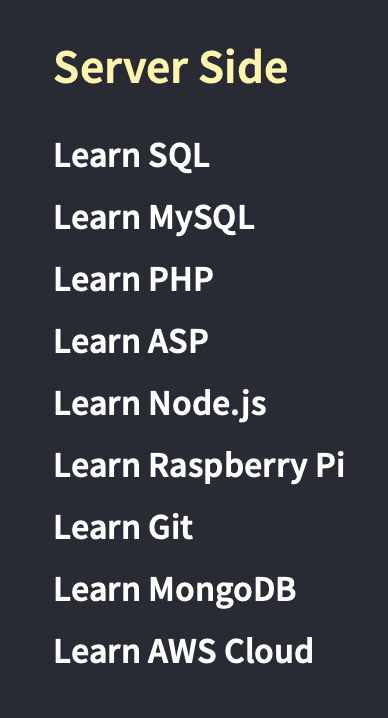 Server Side
Learn SQL
Learn MySQL
Learn PHP
Learn ASP
Learn Node.js
Learn Raspberry Pi
Learn Git
Learn MongoDB
Learn AWS Cloud